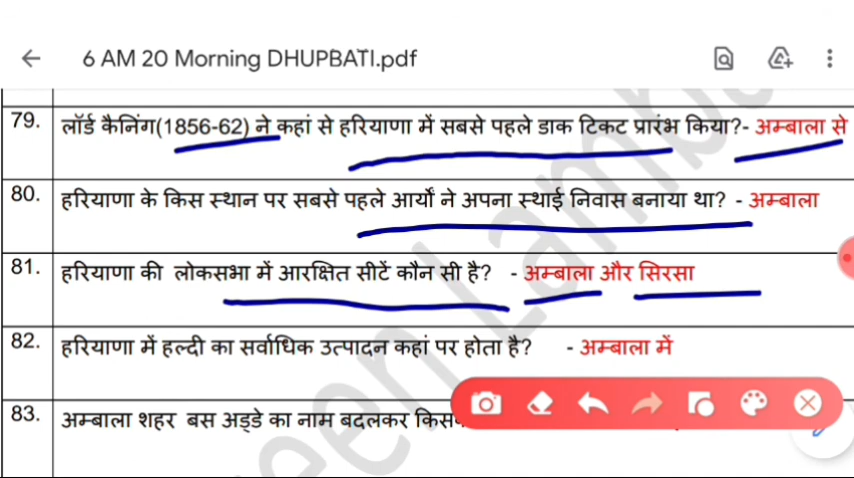 6 AM 20 Morning DHUPBATI.pdf
79. लॉर्ड कैनिंग(1856-62) ने कहां से हरियाणा में सबसे पहले डाक टिकट प्रारंभ किया?- अम्बाला से
80. हरियाणा के किस स्थान पर सबसे पहले आर्यों ने अपना स्थाई निवास बनाया था? - अम्बाला
81. हरियाणा की लोकसभा में आरक्षित सीटें कौन सी है? - अम्बाला और सिरसा
82. हरियाणा में हल्दी का सर्वाधिक उत्पादन कहां पर होता है? - अम्बाला में
83. अम्बाला शहर बस अड्डे का नाम बदलकर